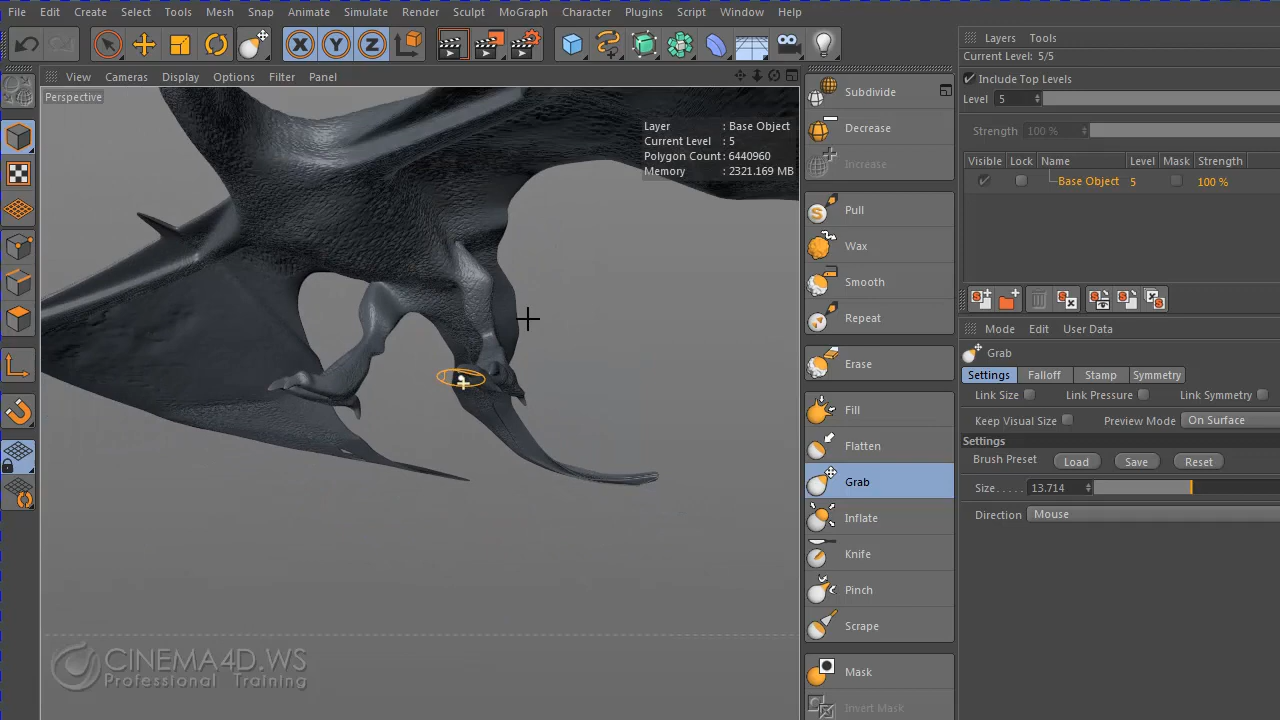 File Edit Create Select Tools Mesh Snap Animate Simulate Render Sculpt MoGraph Character Plugins Script Window Help
X Y Z
View Cameras Display Options Filter Panel
Perspective
Layer : Base Object
Current Level : 5
Polygon Count : 6440960
Memory : 2321.169 MB
CINEMA4D.WS
Professional Training
Subdivide
Decrease
Increase
Pull
Wax
Smooth
Repeat
Erase
Fill
Flatten
Grab
Inflate
Knife
Pinch
Scrape
Mask
Invert Mask
Layers Tools
Current Level: 5/5
Include Top Levels
Level 5
Strength 100 %
Visible Lock Name Level Mask Strength
Base Object 5 100 %
Mode Edit User Data
Grab
Settings Falloff Stamp Symmetry
Link Size Link Pressure Link Symmetry
Keep Visual Size Preview Mode On Surface
Settings
Brush Preset Load Save Reset
Size..... 13.714
Direction Mouse